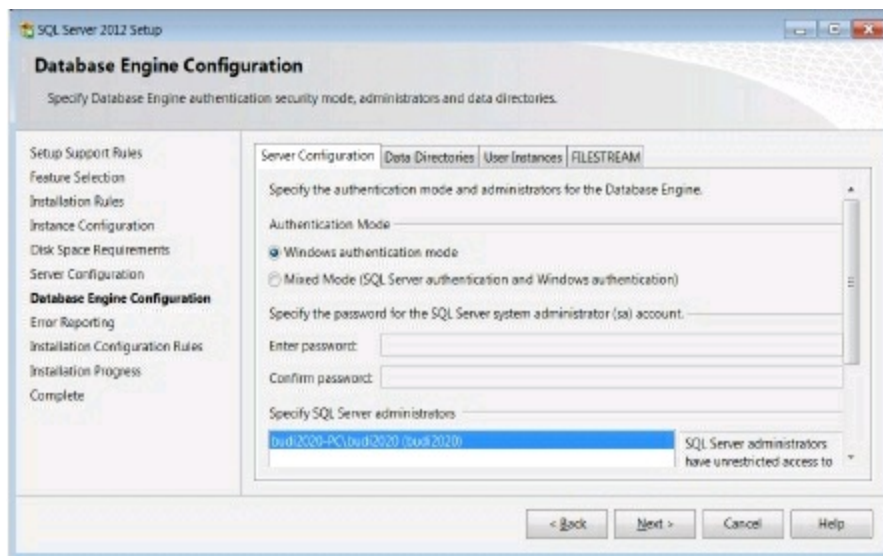 SQL Server 2012 Setup
Database Engine Configuration
Specify Database Engine authentication security mode, administrators and data directories.
Setup Support Rules
Feature Selection
Installation Rules
Instance Configuration
Disk Space Requirements
Server Configuration
Database Engine Configuration
Error Reporting
Installation Configuration Rules
Installation Progress
Complete
Server Configuration Data Directories User Instances FILESTREAM
Specify the authentication mode and administrators for the Database Engine.
Authentication Mode
Windows authentication mode
Mixed Mode (SQL Server authentication and Windows authentication)
Specify the password for the SQL Server system administrator (sa) account.
Enter password:
Confirm password:
Specify SQL Server administrators
budi2020-PC\budi2020 (budi2020)
SQL Server administrators
have unrestricted access to
< Back Next > Cancel Help